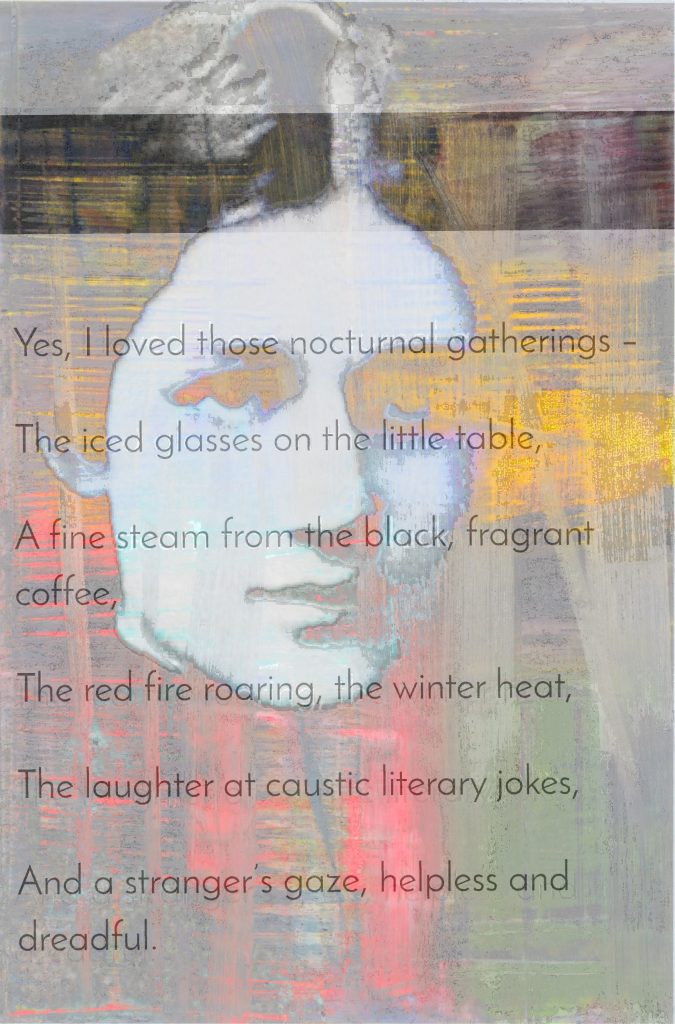 Yes, I loved those nocturnal gatherings –
The iced glasses on the little table,
A fine steam from the black, fragrant
coffee,
The red fire roaring, the winter heat,
The laughter at caustic literary jokes,
And a stranger's gaze, helpless and
dreadful.